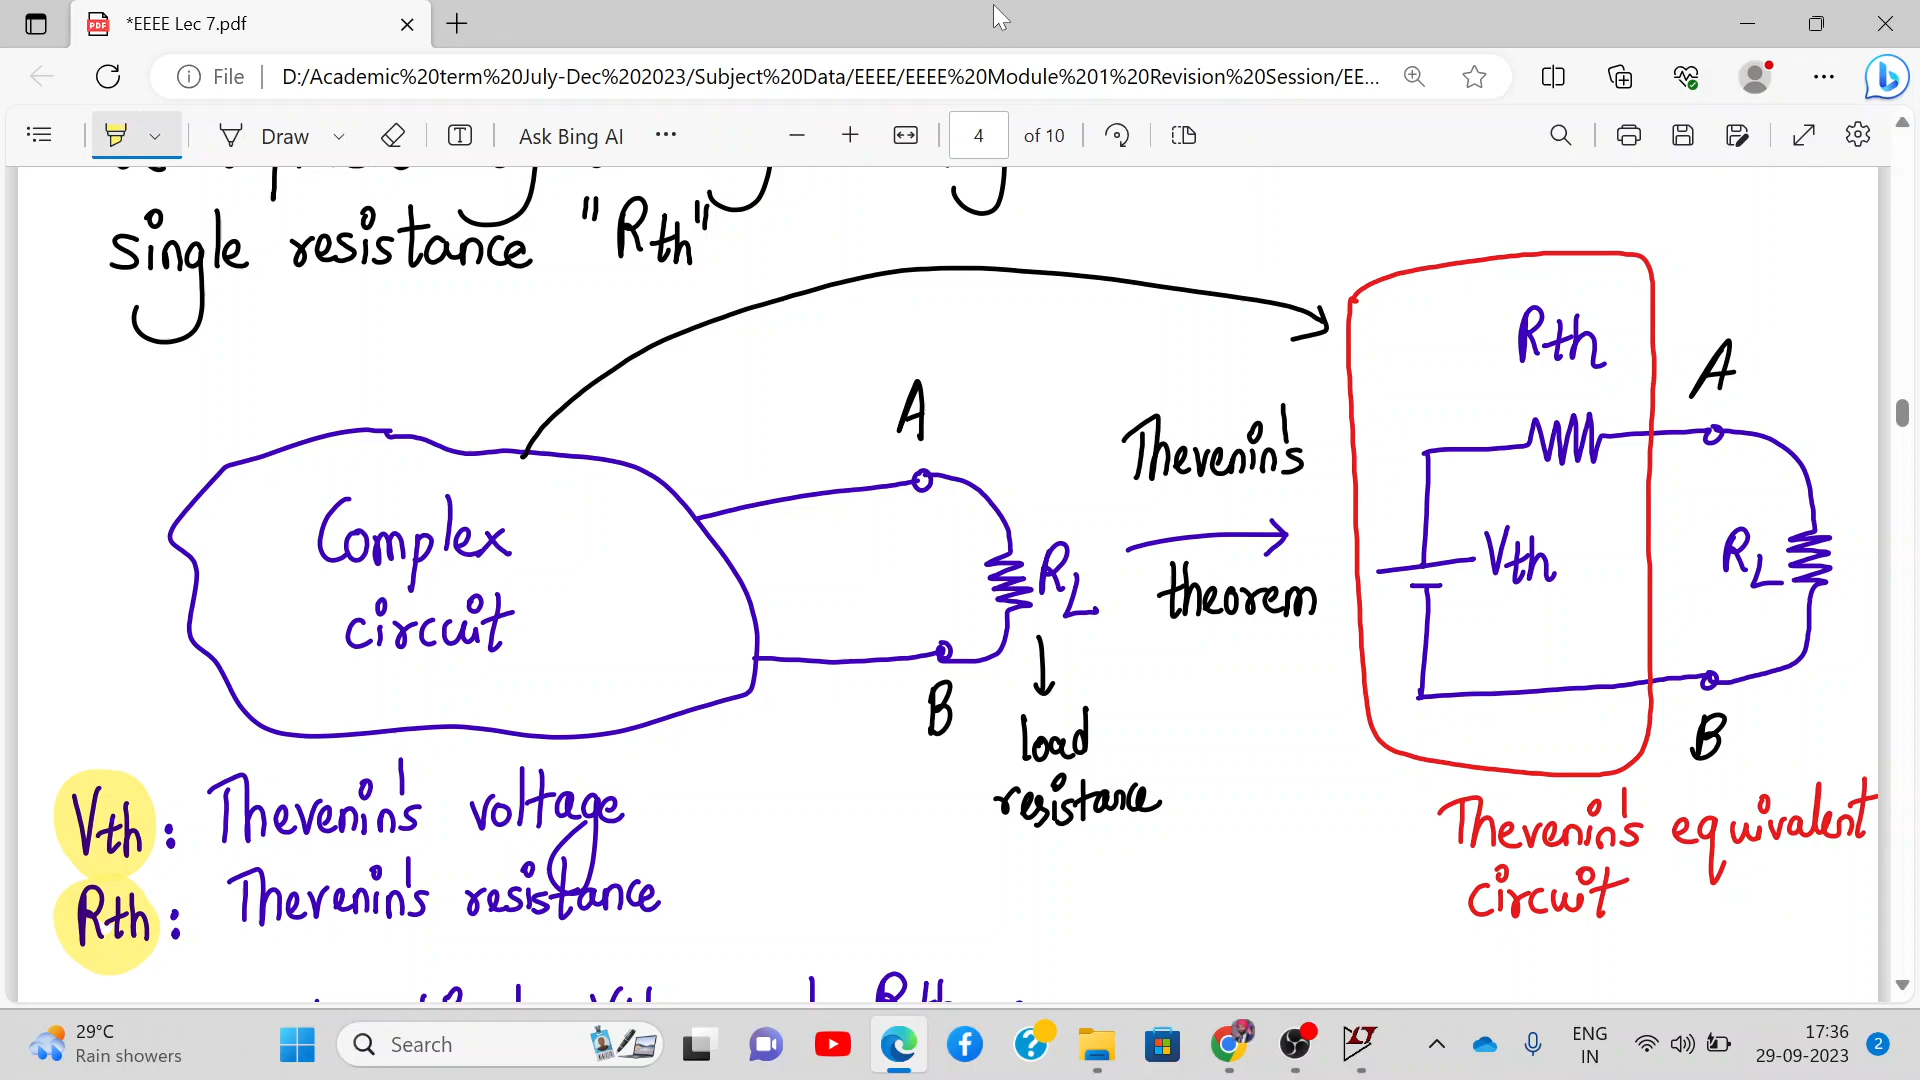 *EEEE Lec 7.pdf
File
D:/Academic%20term%20July-Dec%202023/Subject%20Data/EEEE/EEEE%20Module%201%20Revision%20Session/EE...
Draw
Ask Bing AI
4 of 10
single resistance "Rth"
Rth
A
A
Thevenin's
Complex
circuit
Vth
RL
RL
theorem
B
B
load
resistance
Vth : Thevenin's voltage
Rth : Thevenin's resistance
Thevenin's equivalent
circuit
29°C
Rain showers
Search
ENG
IN
17:36
29-09-2023
2